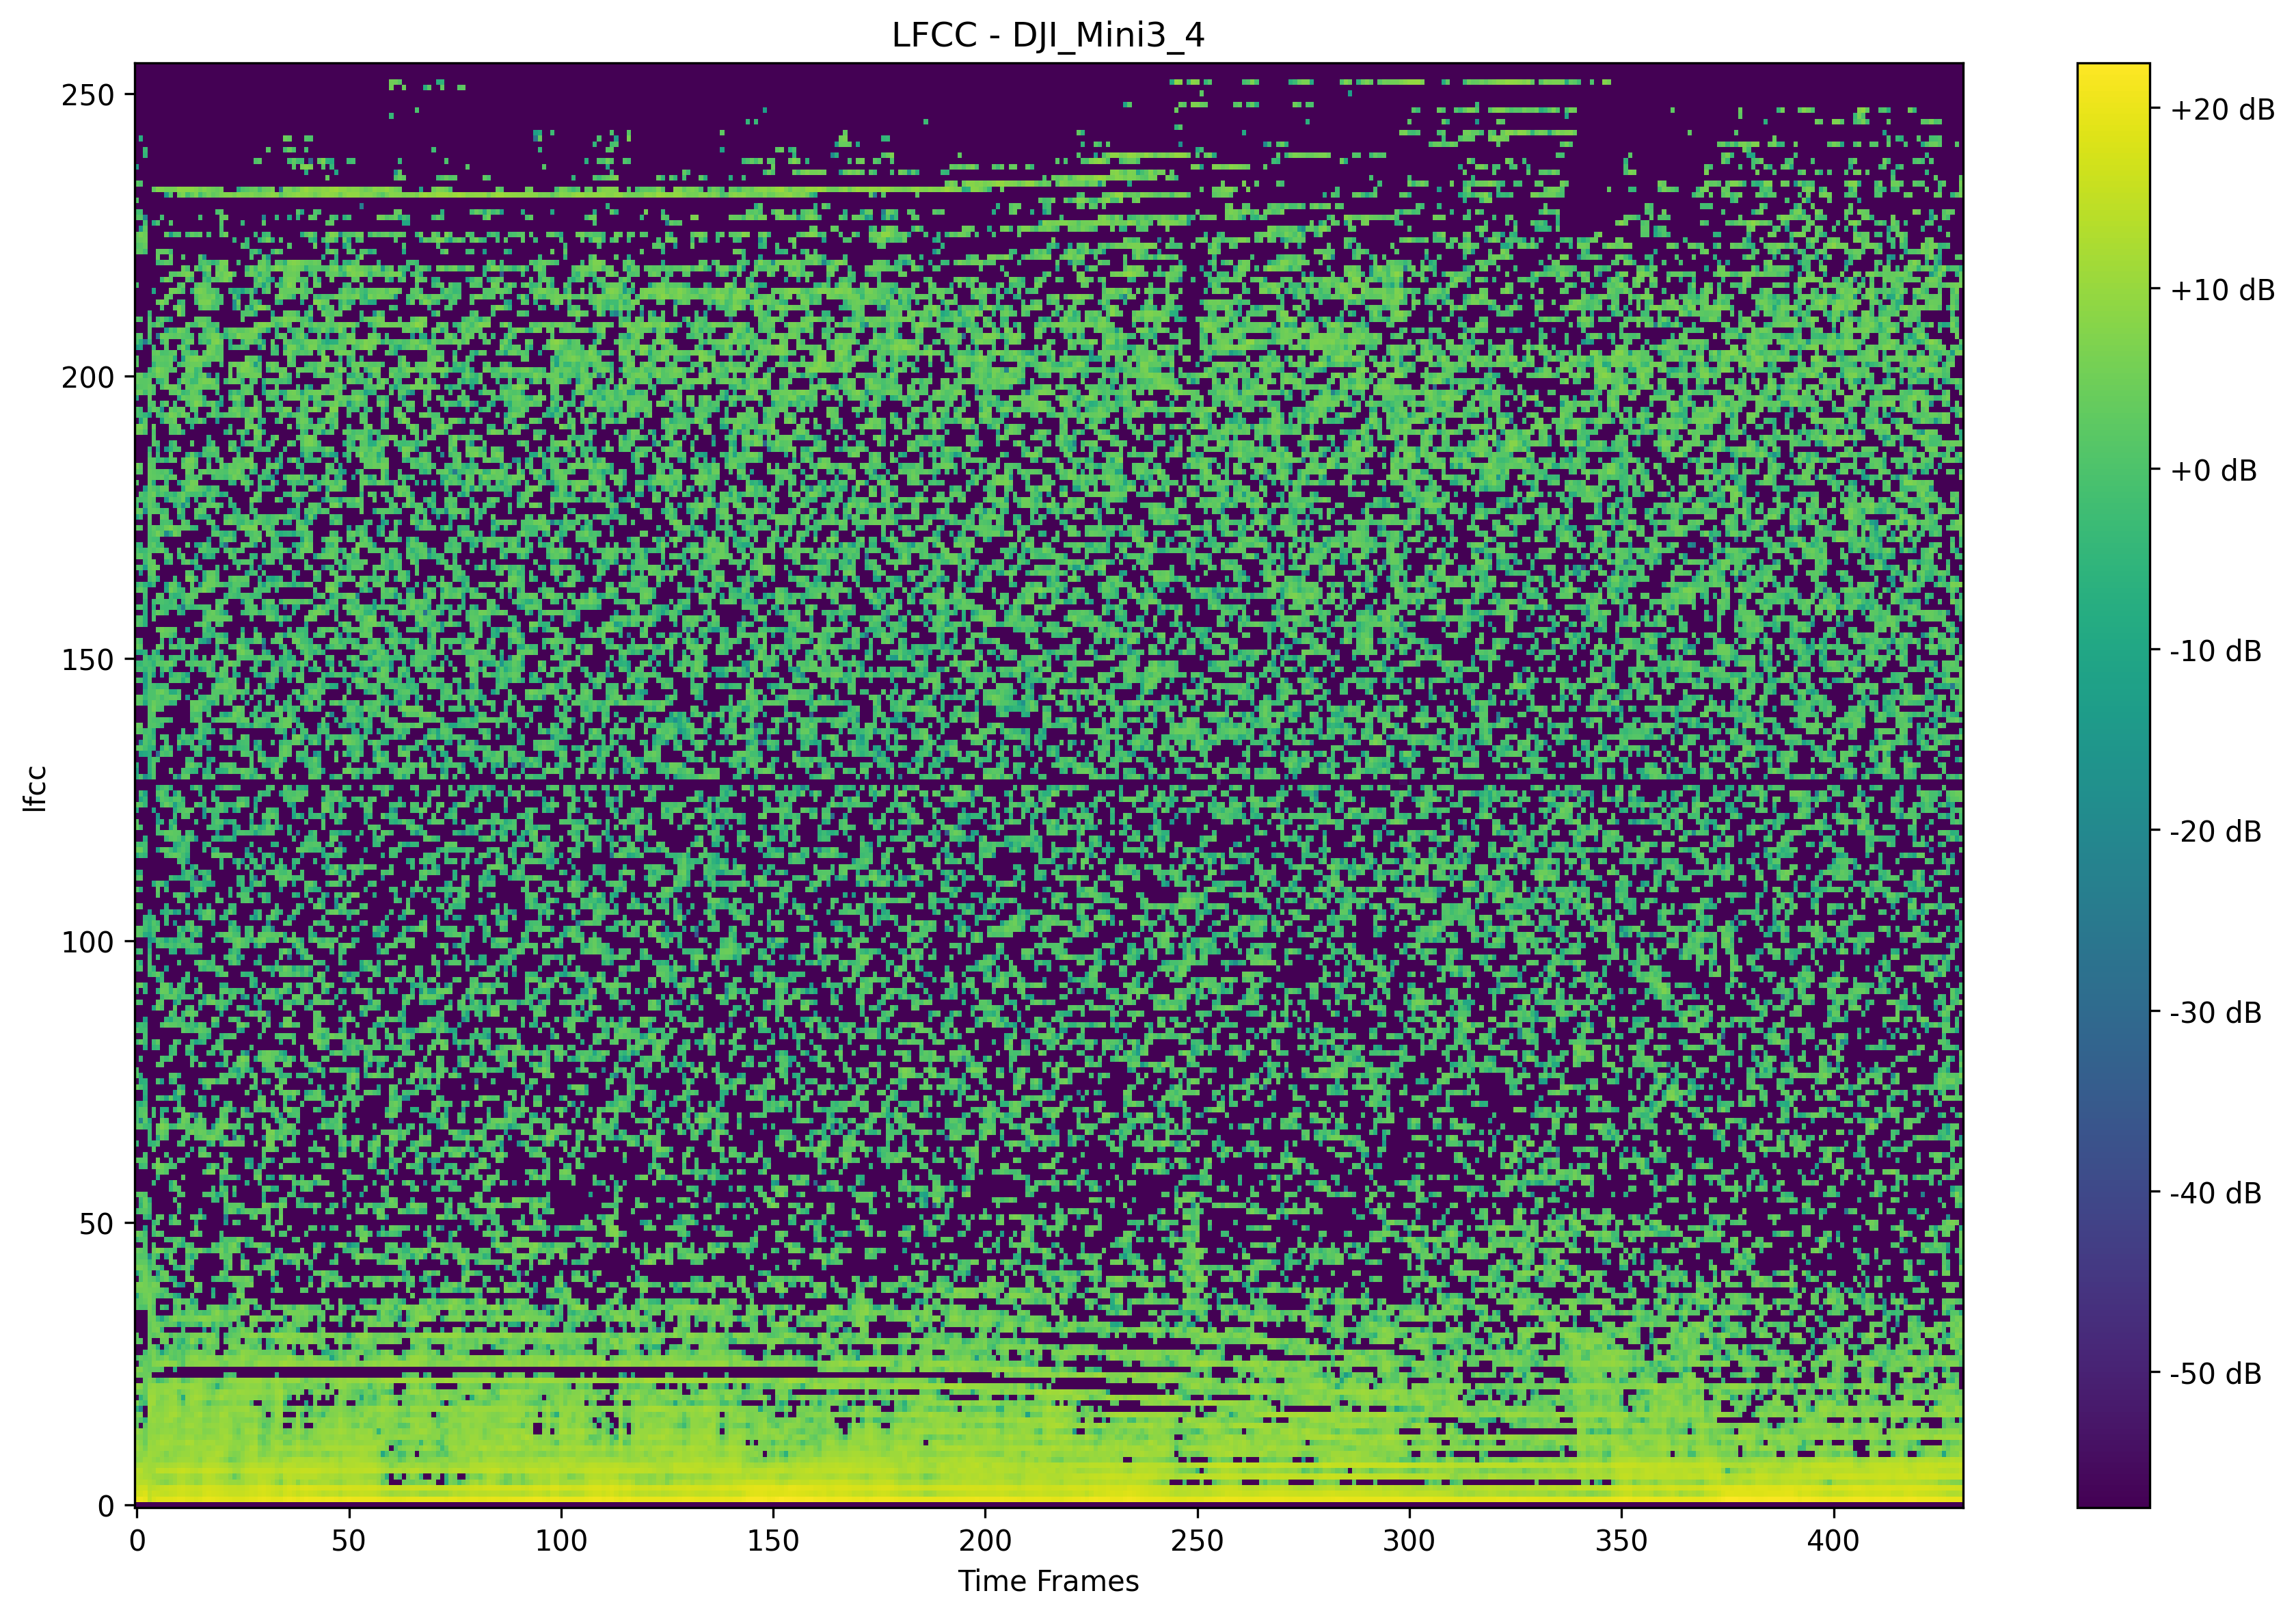 LFCC - DJI_Mini3_4
250
200
150
100
50
0
lfcc
0 50 100 150 200 250 300 350 400
Time Frames
+20 dB
+10 dB
+0 dB
-10 dB
-20 dB
-30 dB
-40 dB
-50 dB